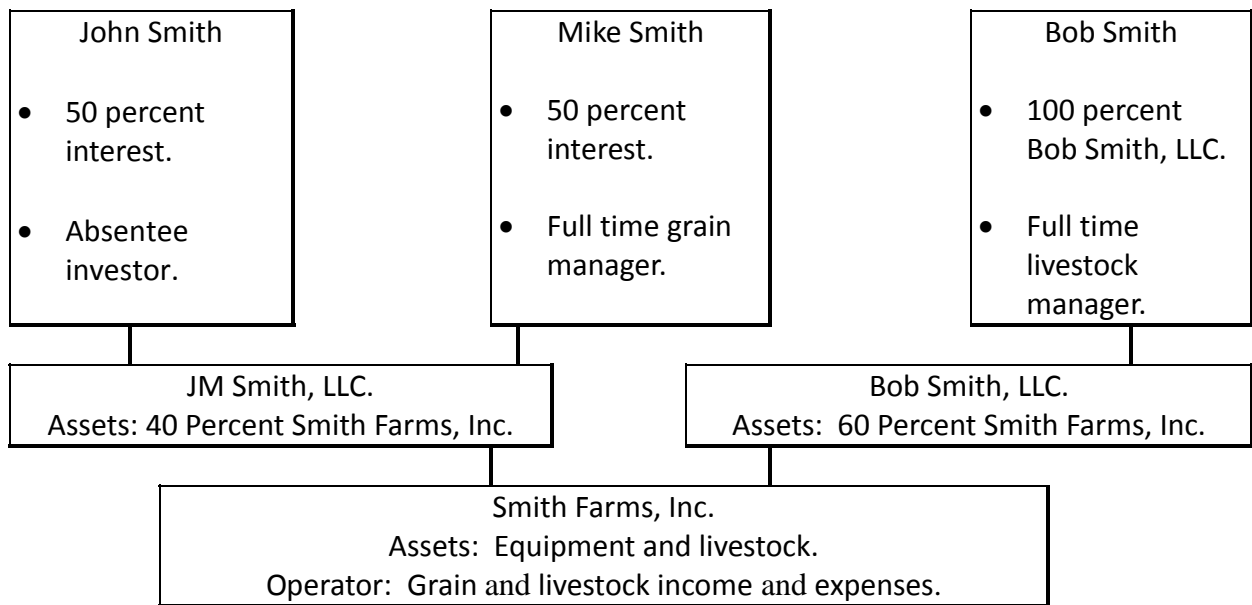 John Smith
• 50 percent
interest.
• Absentee
investor.
Mike Smith
• 50 percent
interest.
• Full time grain
manager.
Bob Smith
• 100 percent
Bob Smith, LLC.
• Full time
livestock
manager.
JM Smith, LLC.
Assets: 40 Percent Smith Farms, Inc.
Bob Smith, LLC.
Assets:  60 Percent Smith Farms, Inc.
Smith Farms, Inc.
Assets:  Equipment and livestock.
Operator:  Grain and livestock income and expenses.